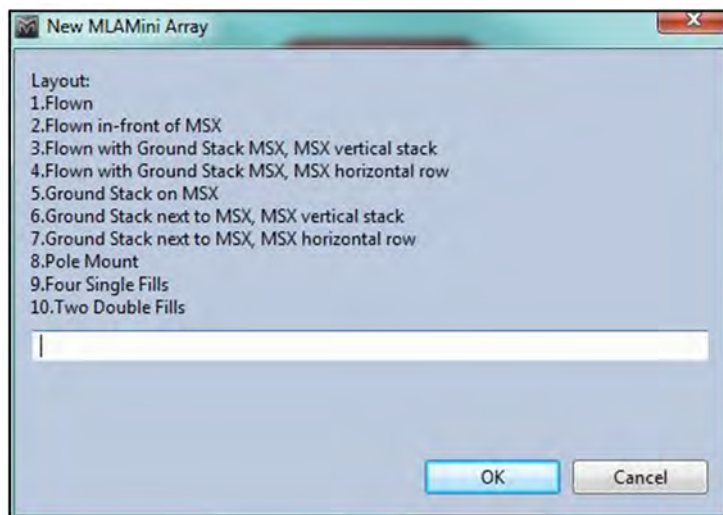 New MLAMini Array
Layout:
1.Flown
2.Flown in-front of MSX
3.Flown with Ground Stack MSX, MSX vertical stack
4.Flown with Ground Stack MSX, MSX horizontal row
5.Ground Stack on MSX
6.Ground Stack next to MSX, MSX vertical stack
7.Ground Stack next to MSX, MSX horizontal row
8.Pole Mount
9.Four Single Fills
10.Two Double Fills
OK Cancel